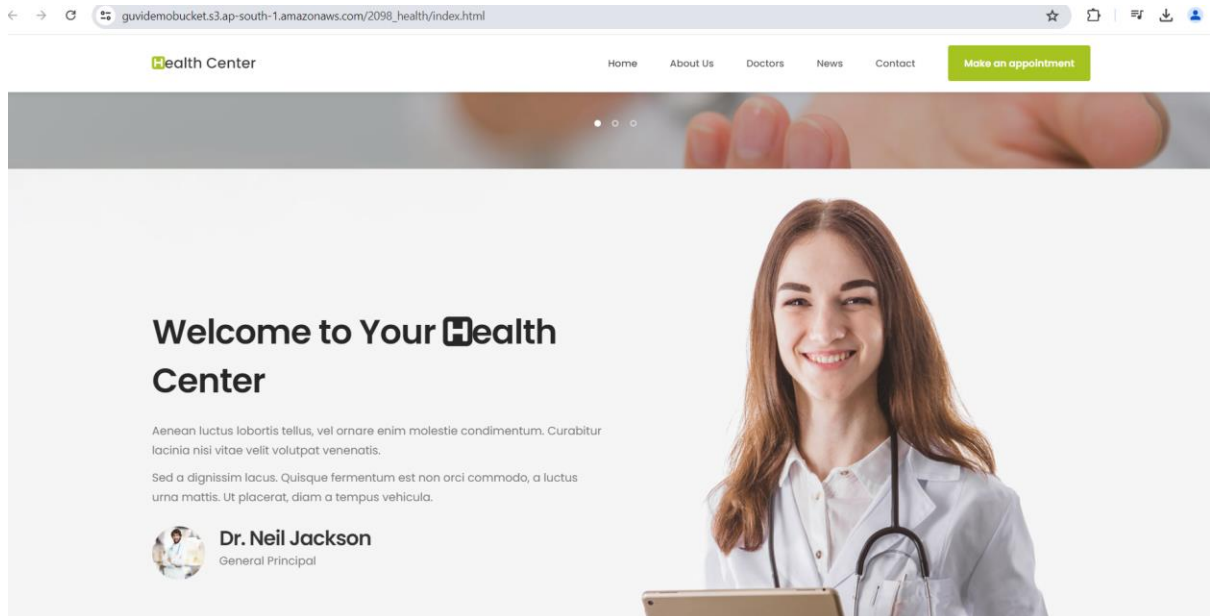 guvidemobucket.s3.ap-south-1.amazonaws.com/2098_health/index.html
Health Center
Home About Us Doctors News Contact Make an appointment
Welcome to Your Health
Center
Aenean luctus lobortis tellus, vel ornare enim molestie condimentum. Curabitur
lacinia nisi vitae velit volutpat venenatis.
Sed a dignissim lacus. Quisque fermentum est non orci commodo, a luctus
urna mattis. Ut placerat, diam a tempus vehicula.
Dr. Neil Jackson
General Principal